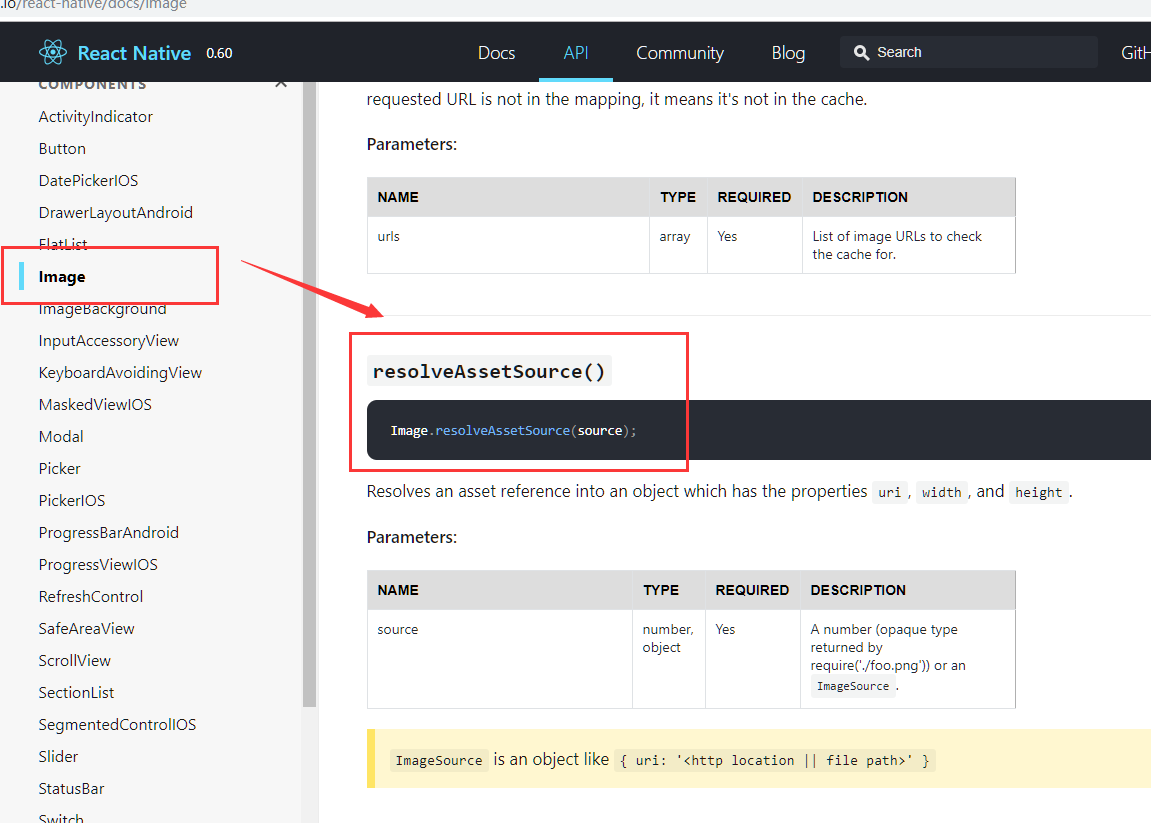 .io/react-native/docs/image
React Native 0.60 Docs API Community Blog Search GitH
COMPONENTS
ActivityIndicator
Button
DatePickerIOS
DrawerLayoutAndroid
FlatList
Image
ImageBackground
InputAccessoryView
KeyboardAvoidingView
MaskedViewIOS
Modal
Picker
PickerIOS
ProgressBarAndroid
ProgressViewIOS
RefreshControl
SafeAreaView
ScrollView
SectionList
SegmentedControlIOS
Slider
StatusBar
Switch
requested URL is not in the mapping, it means it's not in the cache.
Parameters:
NAME TYPE REQUIRED DESCRIPTION
urls array Yes List of image URLs to check
the cache for.
resolveAssetSource()
Image.resolveAssetSource(source);
Resolves an asset reference into an object which has the properties uri, width, and height.
Parameters:
NAME TYPE REQUIRED DESCRIPTION
source number, Yes A number (opaque type
object returned by
require('./foo.png')) or an
ImageSource.
ImageSource is an object like { uri: '<http location || file path>' }